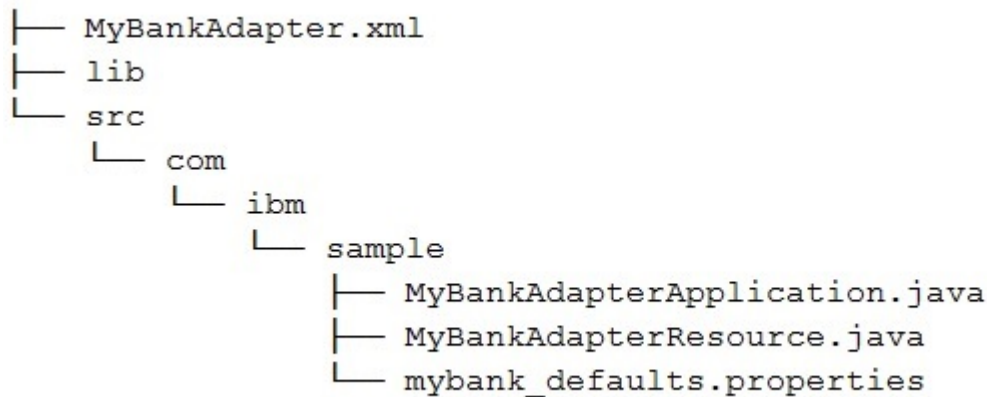 ├── MyBankAdapter.xml
├── lib
└── src
    └── com
        └── ibm
            └── sample
                ├── MyBankAdapterApplication.java
                ├── MyBankAdapterResource.java
                └── mybank_defaults.properties